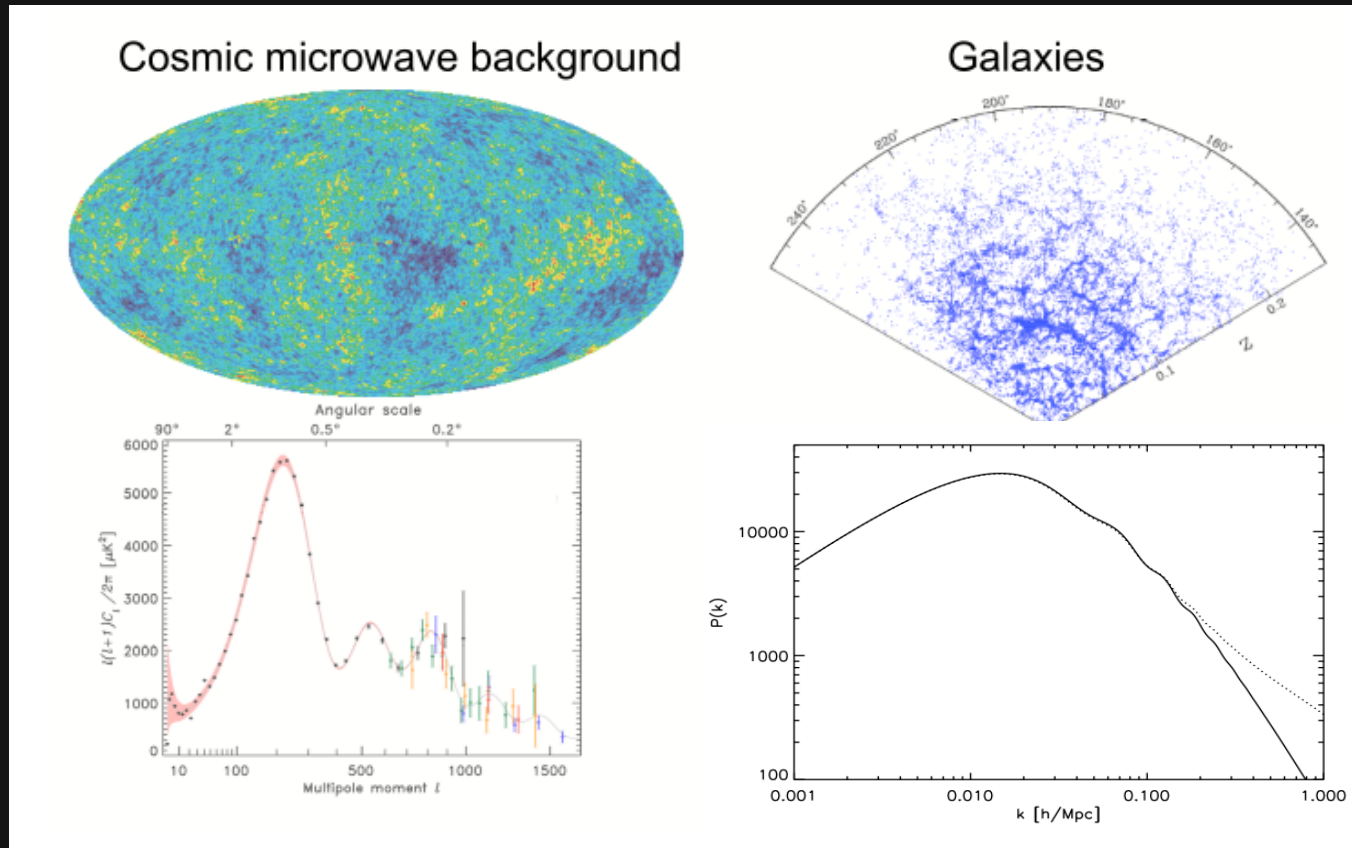 Cosmic microwave background
Galaxies
240°
220°
200°
180°
160°
140°
0.1
0.2
Z
Angular scale
90° 2° 0.5° 0.2°
6000
5000
4000
3000
2000
1000
0
l(l+1)Cl/2π [μK²]
10 100 500 1000 1500
Multipole moment l
10000
1000
100
P(k)
0.001 0.010 0.100 1.000
k [h/Mpc]